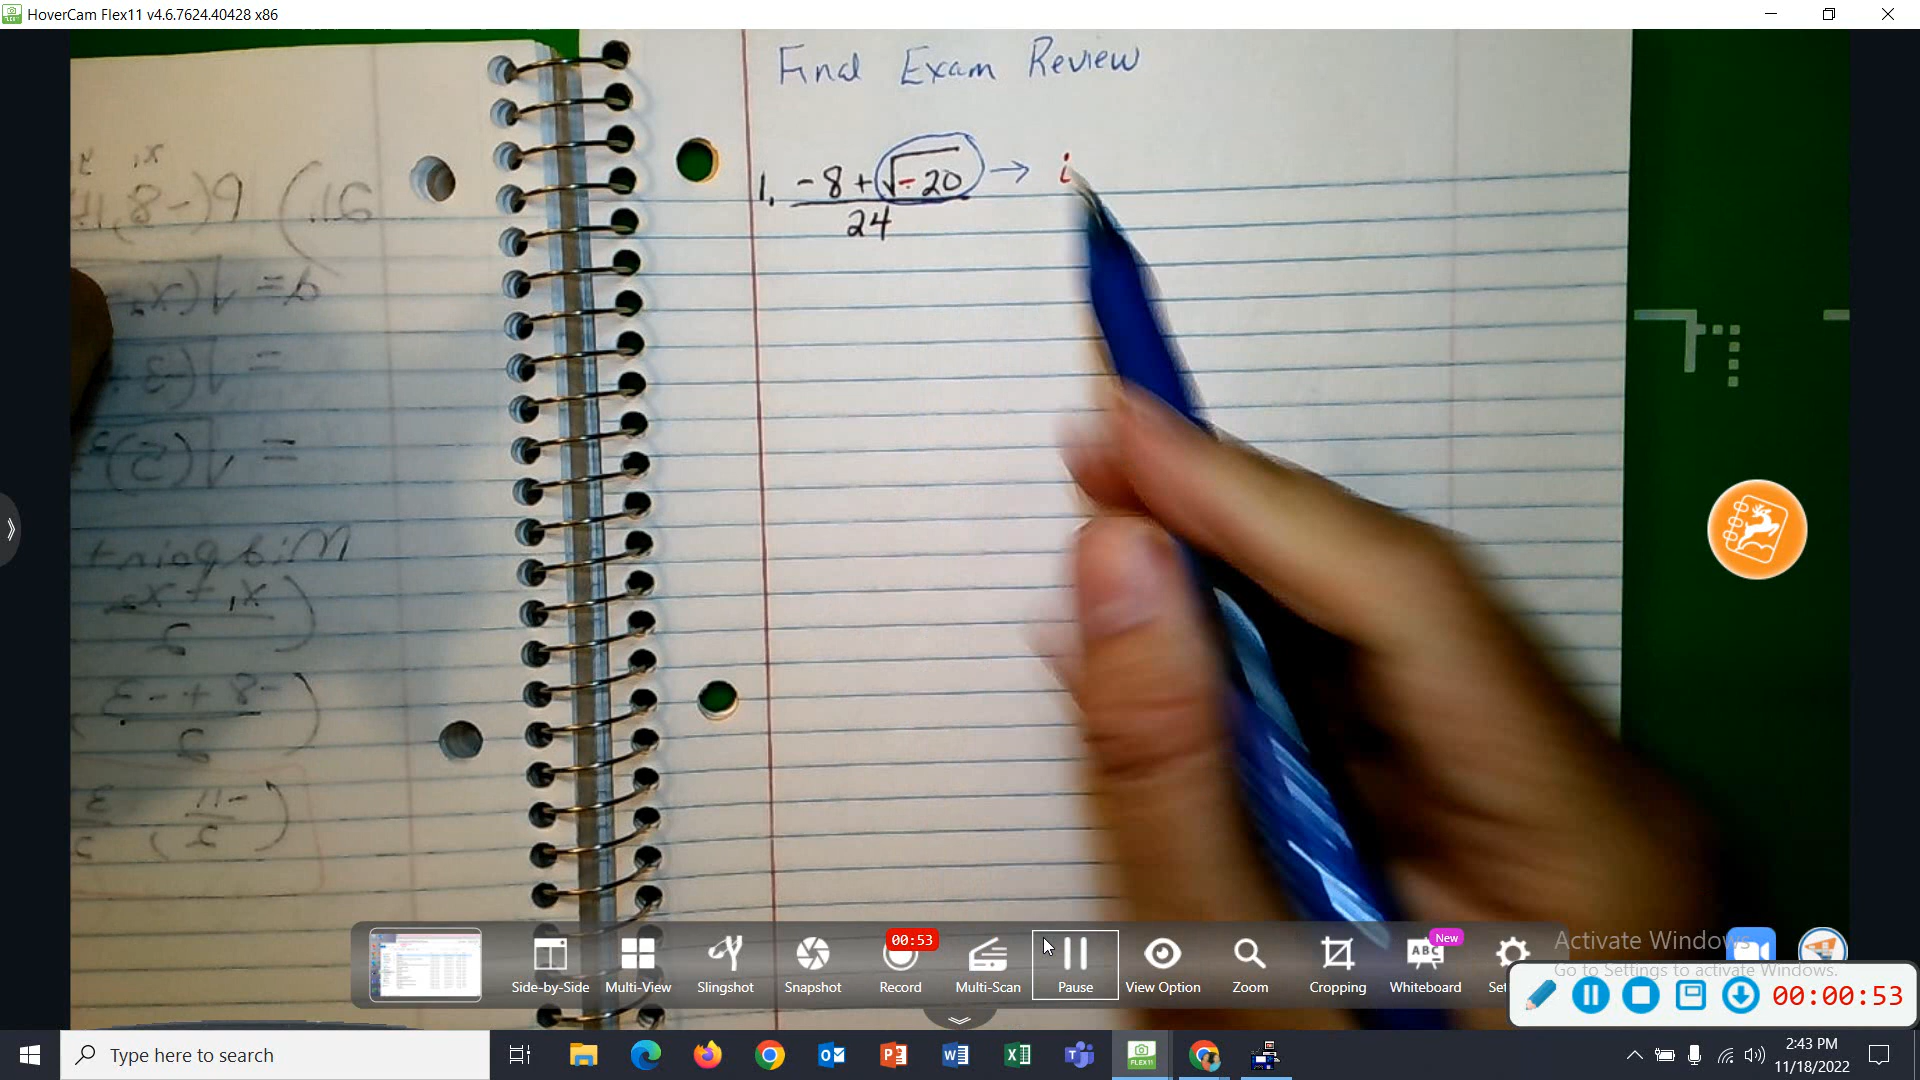 HoverCam Flex11 v4.6.7624.40428 x86
Final Exam Review
1. -8 + √-20 → i
24
Midpoint
00:53
New
Side-by-Side Multi-View Slingshot Snapshot Record Multi-Scan Pause View Option Zoom Cropping Whiteboard
Activate Windows
Go to Settings to activate Windows.
00:00:53
Type here to search
2:43 PM
11/18/2022